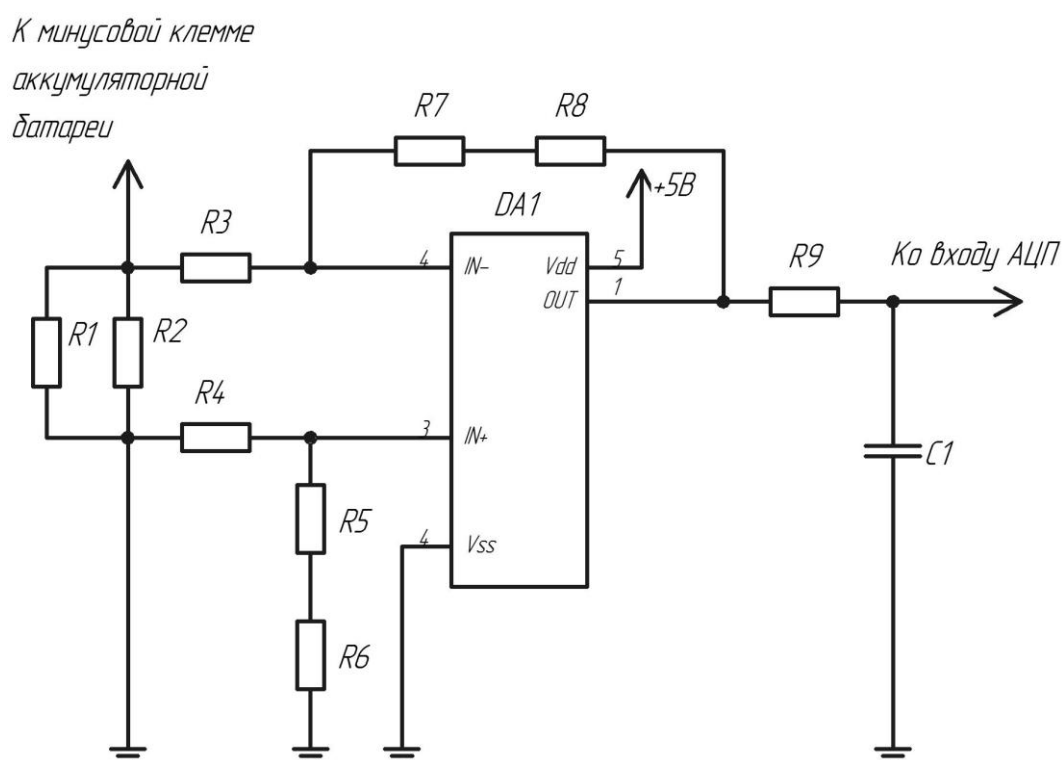 К минусовой клемме
аккумуляторной
батареи
R7
R8
+5В
DA1
R3
4
IN-
Vdd
5
OUT
1
R9
Ко входу АЦП
R1
R2
R4
3
IN+
C1
R5
4
Vss
R6